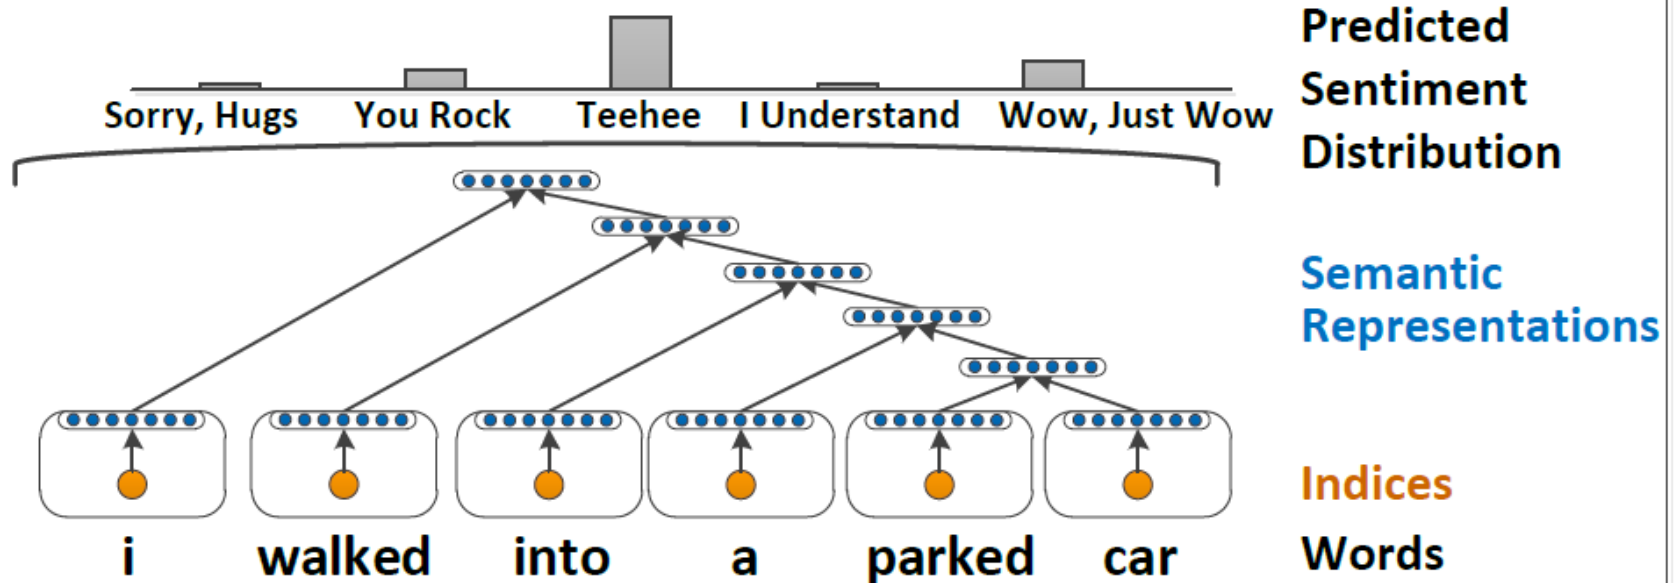 Predicted
Sentiment
Distribution
Sorry, Hugs You Rock Teehee I Understand Wow, Just Wow
Semantic
Representations
Indices
i walked into a parked car Words